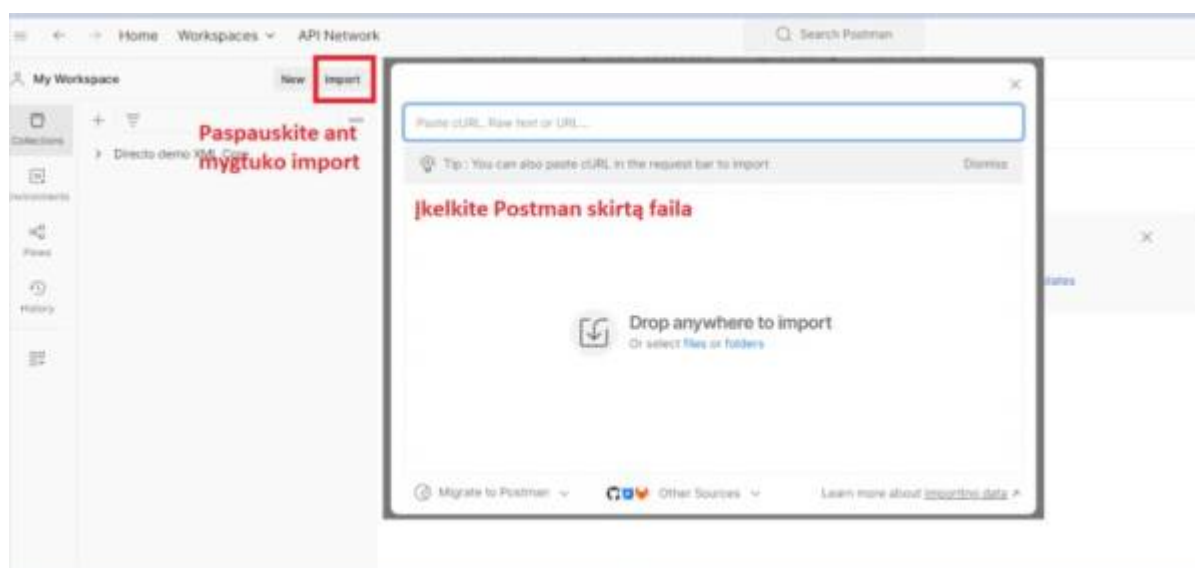 Home Workspaces API Network
Search Postman
My Workspace
New Import
Collections
Paspauskite ant
mygtuko import
Directo demo XML Core
Environments
Flows
History
Paste cURL, Raw text or URL...
Tip: You can also paste cURL in the request bar to import
Dismiss
Įkelkite Postman skirtą faila
Drop anywhere to import
Or select files or folders
Migrate to Postman
Other Sources
Learn more about importing data